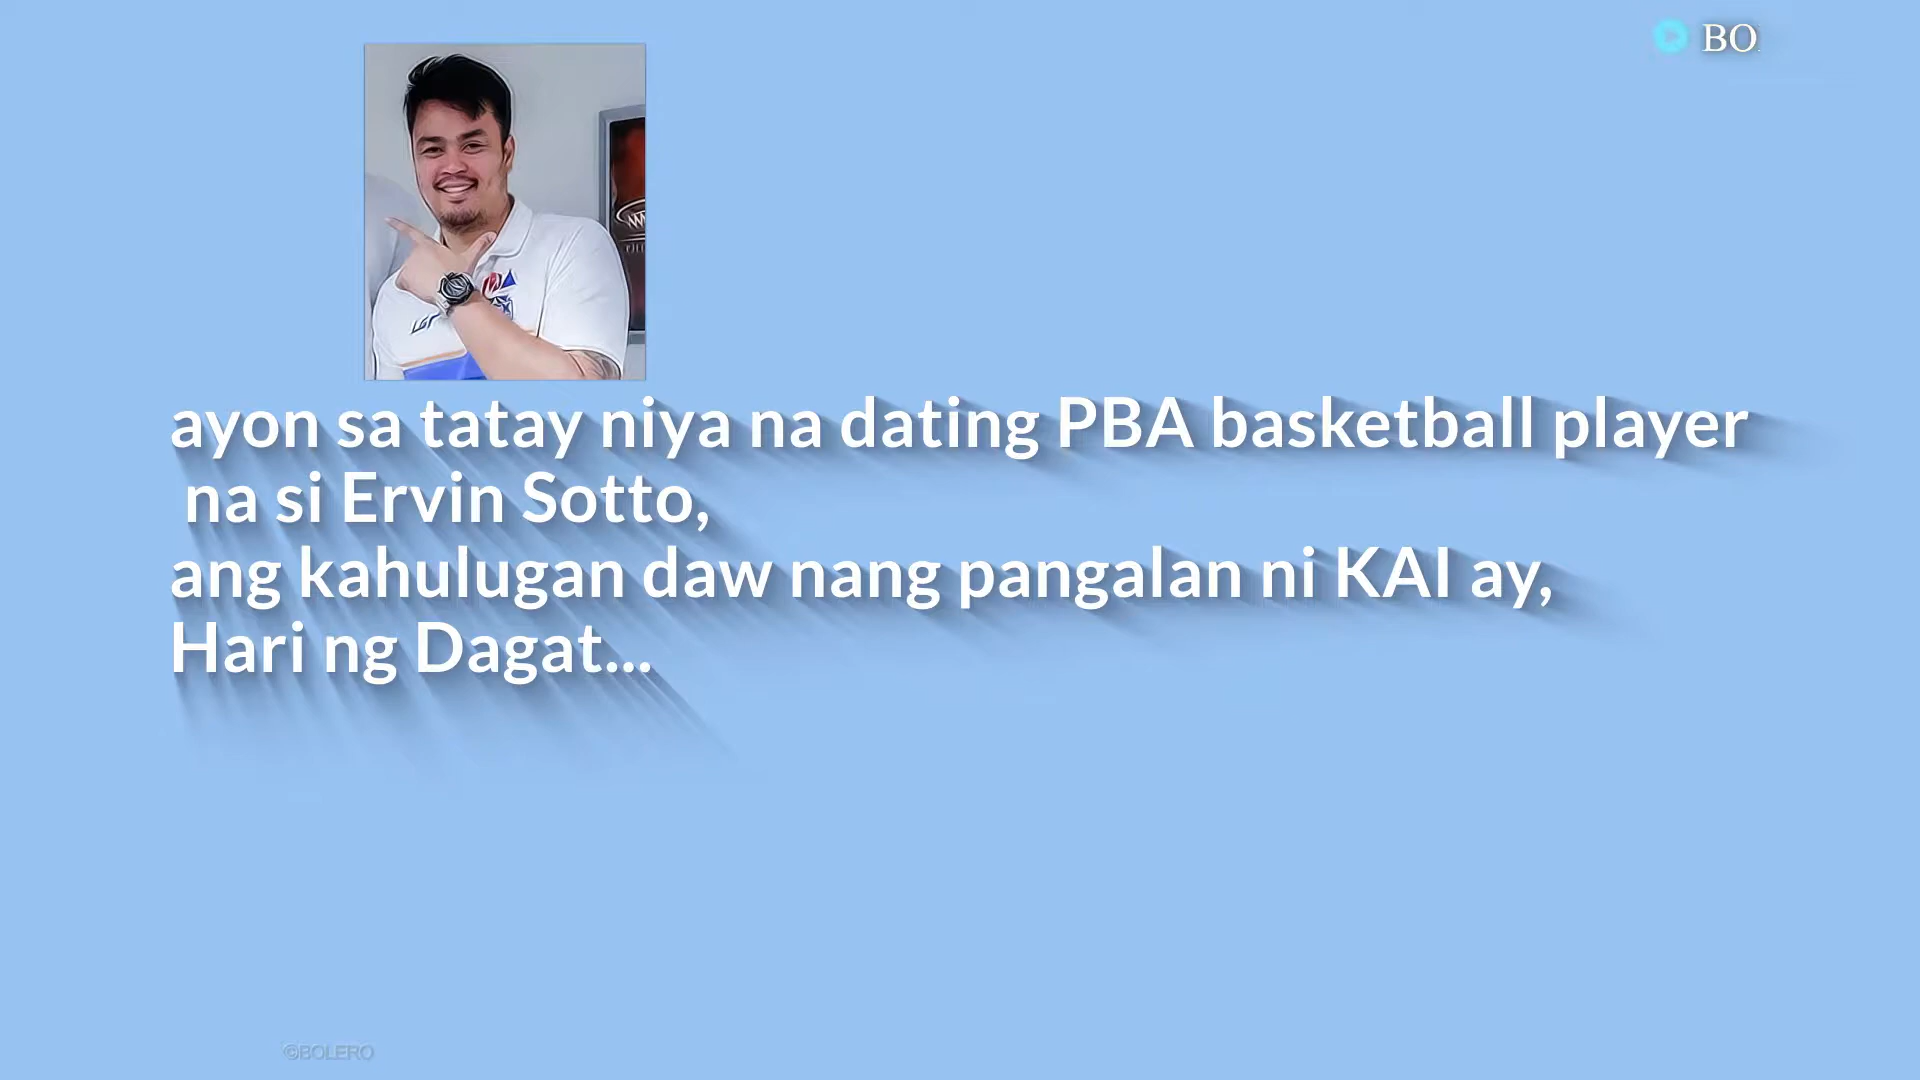 BO
ayon sa tatay niya na dating PBA basketball player
na si Ervin Sotto,
ang kahulugan daw nang pangalan ni KAI ay,
Hari ng Dagat...
©BOLERO